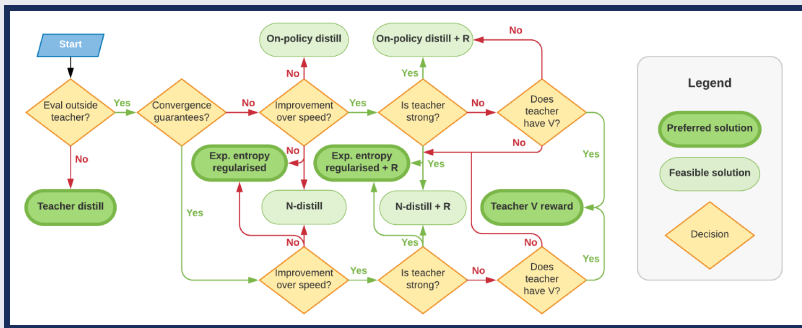 Start
On-policy distill
On-policy distill + R
No
No
Yes
Eval outside
teacher?
Yes
Convergence
guarantees?
No
Improvement
over speed?
Yes
Is teacher
strong?
No
Does
teacher
have V?
No
Yes
No
No
Yes
Exp. entropy
regularised
Exp. entropy
regularised + R
Teacher distill
Yes
N-distill
N-distill + R
Teacher V reward
No
Yes
No
Yes
Improvement
over speed?
Yes
Is teacher
strong?
No
Does
teacher
have V?
Legend
Preferred solution
Feasible solution
Decision